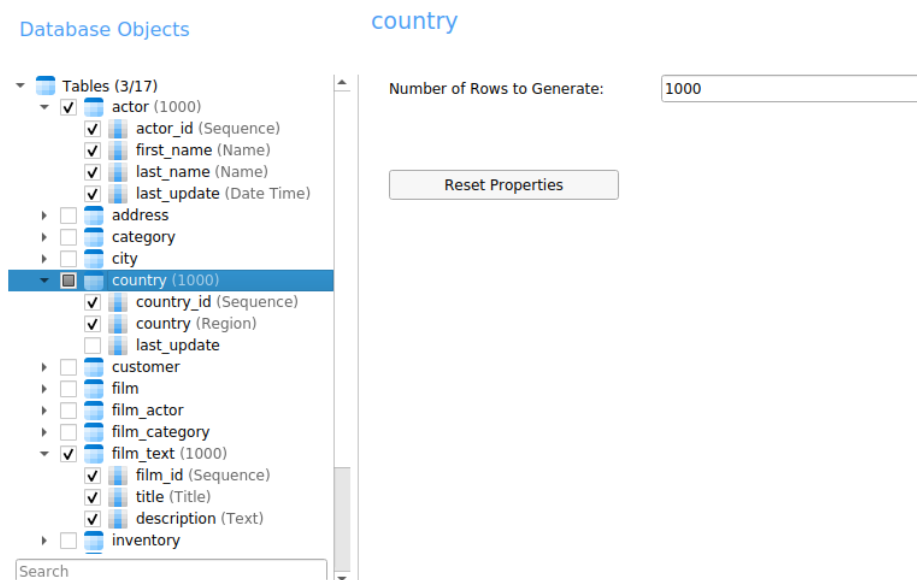 Database Objects
country
Tables (3/17)
actor (1000)
actor_id (Sequence)
first_name (Name)
last_name (Name)
last_update (Date Time)
address
category
city
country (1000)
country_id (Sequence)
country (Region)
last_update
customer
film
film_actor
film_category
film_text (1000)
film_id (Sequence)
title (Title)
description (Text)
inventory
Search
Number of Rows to Generate: 1000
Reset Properties